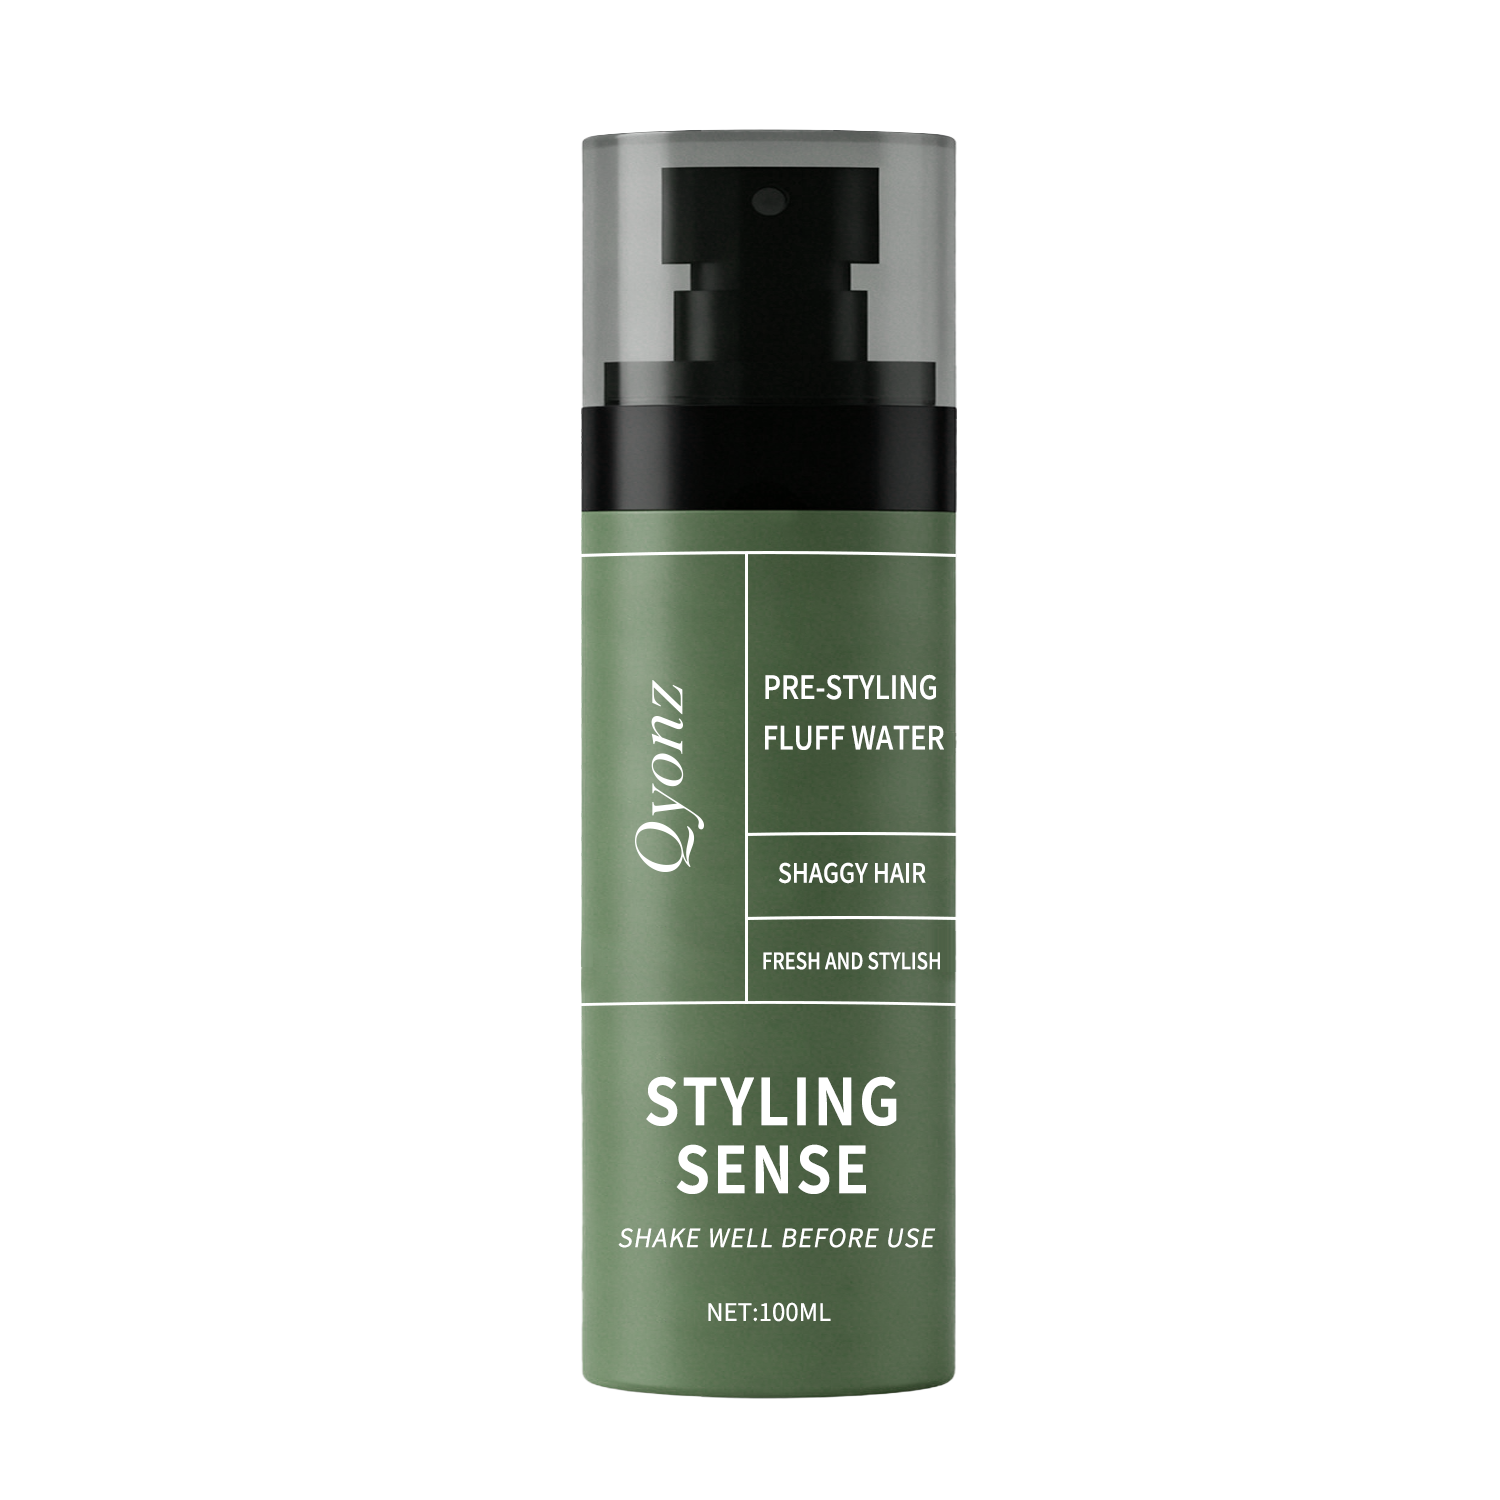 Qyonz
PRE-STYLING
FLUFF WATER
SHAGGY HAIR
FRESH AND STYLISH
STYLING
SENSE
SHAKE WELL BEFORE USE
NET:100ML